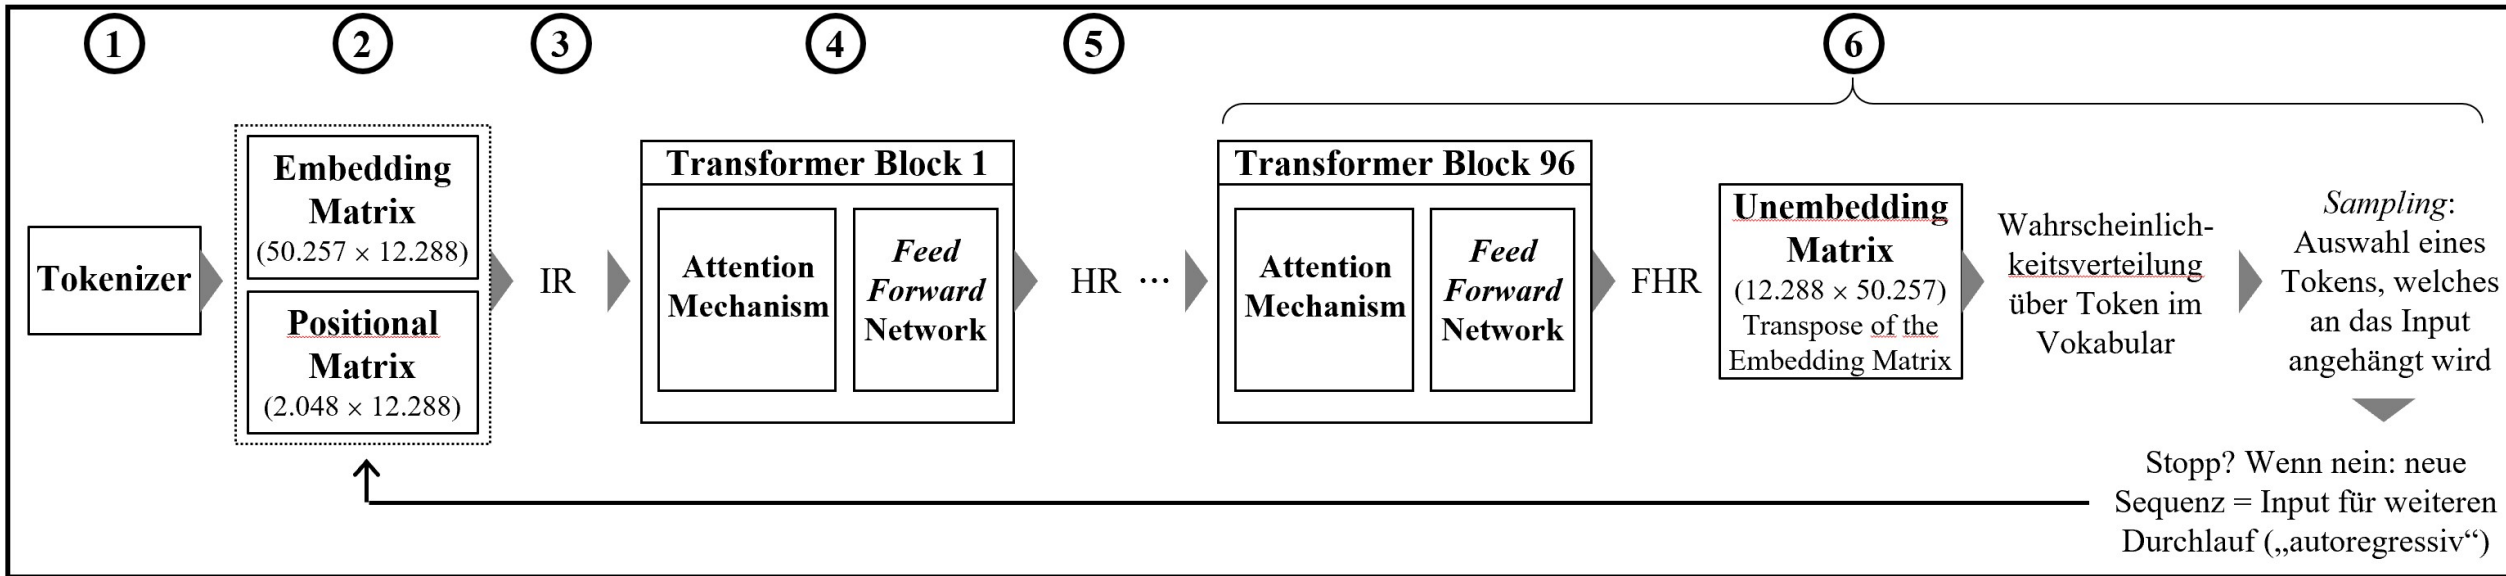 1
2
3
4
5
6
Tokenizer
Embedding
Matrix
(50.257 × 12.288)
Positional
Matrix
(2.048 × 12.288)
IR
Transformer Block 1
Attention
Mechanism
Feed
Forward
Network
HR ...
Transformer Block 96
Attention
Mechanism
Feed
Forward
Network
FHR
Unembedding
Matrix
(12.288 × 50.257)
Transpose of the
Embedding Matrix
Wahrscheinlich-
keitsverteilung
über Token im
Vokabular
Sampling:
Auswahl eines
Tokens, welches
an das Input
angehängt wird
Stopp? Wenn nein: neue
Sequenz = Input für weiteren
Durchlauf („autoregressiv“)